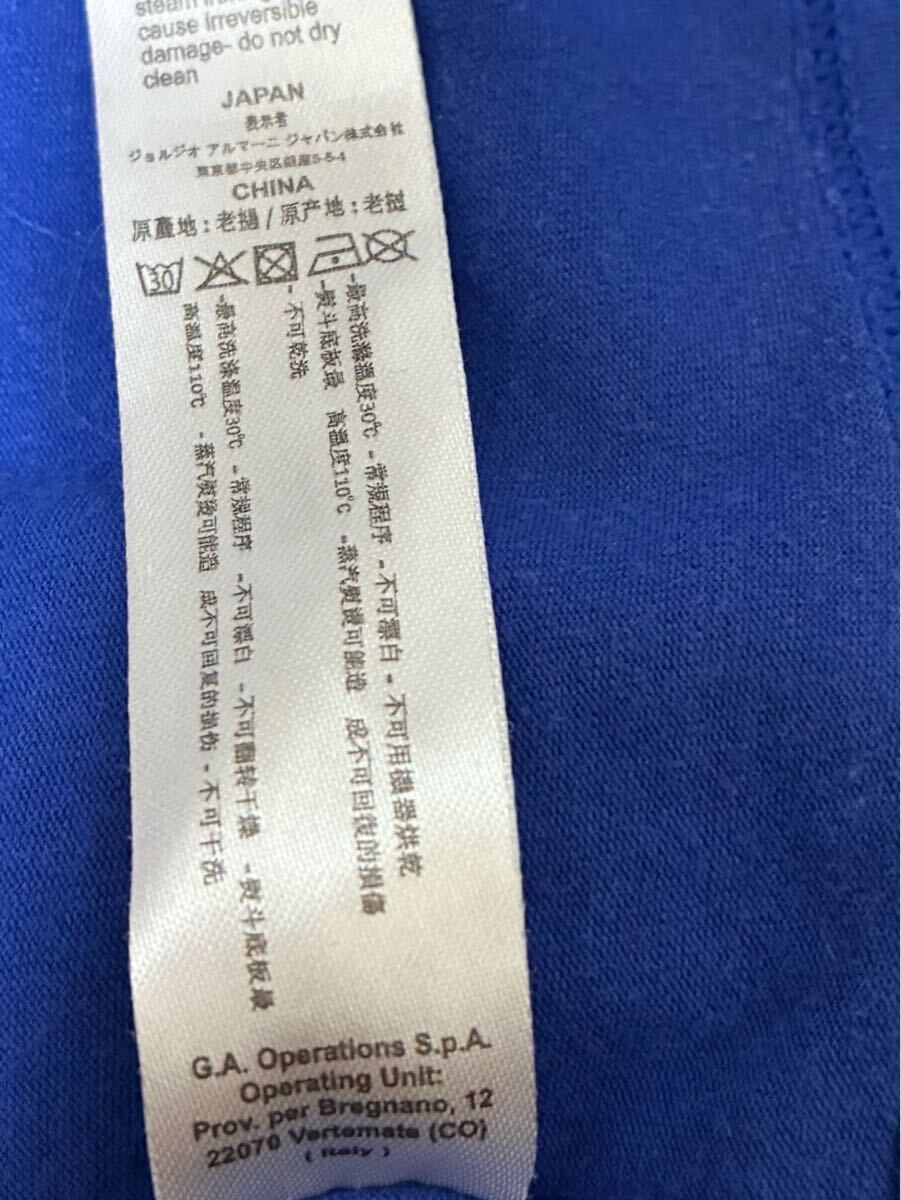 steam
cause irreversible
damage- do not dry
clean
JAPAN
表示者
ジョルジオ アルマーニ ジャパン株式会社
東京都中央区銀座5-5-4
CHINA
原產地：老撾 / 原产地：老挝
30
-最高洗滌溫度30℃ -常規程序 -不可漂白 - 不可用機器烘乾
-熨斗底板最 高溫度110℃ -蒸汽熨燙可能造 成不可回復的損傷
- 不可乾洗
-最高洗涤温度30℃ -常规程序 -不可漂白 -不可翻转干燥 -熨斗底板最
高温度110℃ -蒸汽熨烫可能造 成不可回复的损伤 - 不可干洗
G.A. Operations S.p.A.
Operating Unit:
Prov. per Bregnano, 12
22070 Vertemate (CO)
( Italy )